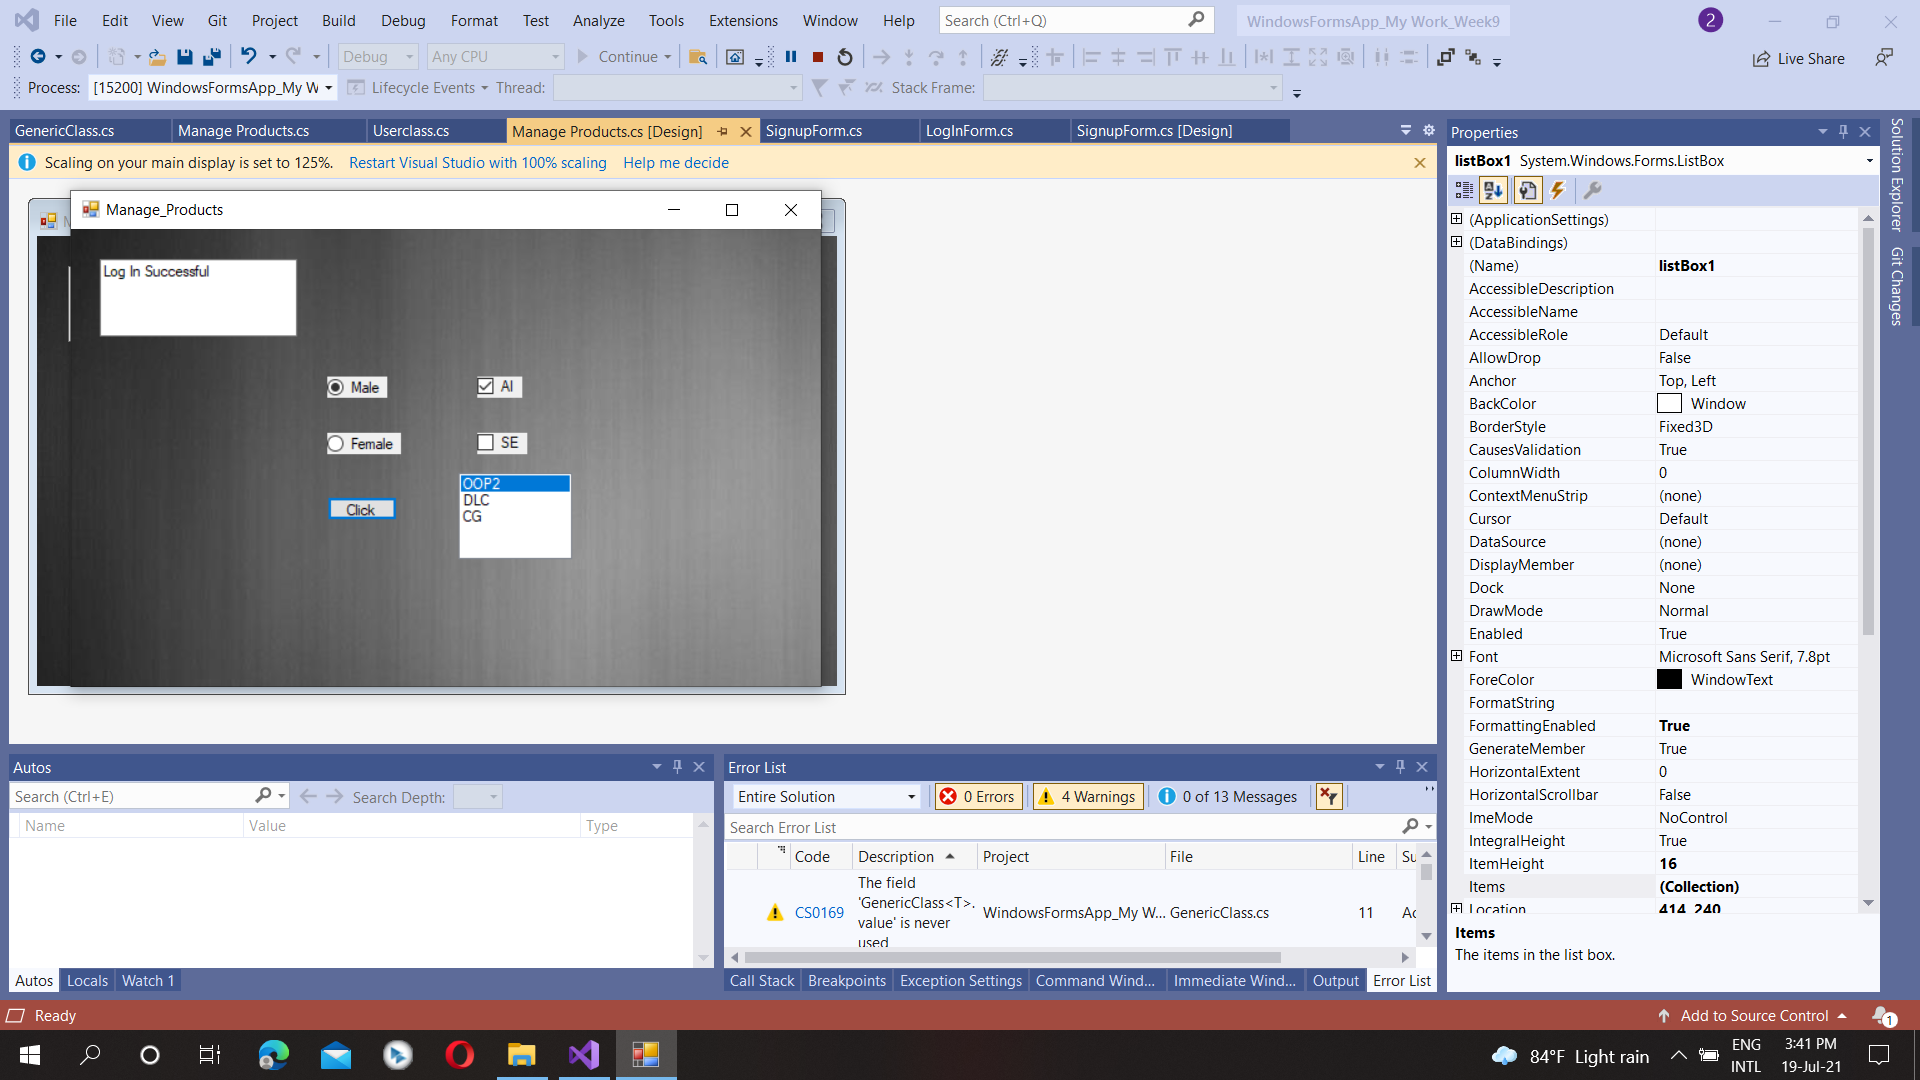 File Edit View Git Project Build Debug Format Test Analyze Tools Extensions Window Help Search (Ctrl+Q) WindowsFormsApp_My Work_Week9 2
Debug Any CPU Continue Live Share
Process: [15200] WindowsFormsApp_My W Lifecycle Events Thread: Stack Frame:
GenericClass.cs Manage Products.cs Userclass.cs Manage Products.cs [Design] SignupForm.cs LogInForm.cs SignupForm.cs [Design]
Scaling on your main display is set to 125%. Restart Visual Studio with 100% scaling Help me decide
Manage_Products
Log In Successful
Male AI
Female SE
Click
OOP2
DLC
CG
Properties
listBox1 System.Windows.Forms.ListBox
(ApplicationSettings)
(DataBindings)
(Name) listBox1
AccessibleDescription
AccessibleName
AccessibleRole Default
AllowDrop False
Anchor Top, Left
BackColor Window
BorderStyle Fixed3D
CausesValidation True
ColumnWidth 0
ContextMenuStrip (none)
Cursor Default
DataSource (none)
DisplayMember (none)
Dock None
DrawMode Normal
Enabled True
Font Microsoft Sans Serif, 7.8pt
ForeColor WindowText
FormatString
FormattingEnabled True
GenerateMember True
HorizontalExtent 0
HorizontalScrollbar False
ImeMode NoControl
IntegralHeight True
ItemHeight 16
Items (Collection)
Location 414, 240
Items
The items in the list box.
Solution Explorer
Git Changes
Autos
Search (Ctrl+E) Search Depth:
Name Value Type
Autos Locals Watch 1
Error List
Entire Solution 0 Errors 4 Warnings 0 of 13 Messages
Search Error List
Code Description Project File Line Su
The field
'GenericClass<T>.
CS0169 value' is never WindowsFormsApp_My W... GenericClass.cs 11 Ac
used
Call Stack Breakpoints Exception Settings Command Wind... Immediate Wind... Output Error List
Ready Add to Source Control 1
84°F Light rain ENG 3:41 PM
INTL 19-Jul-21